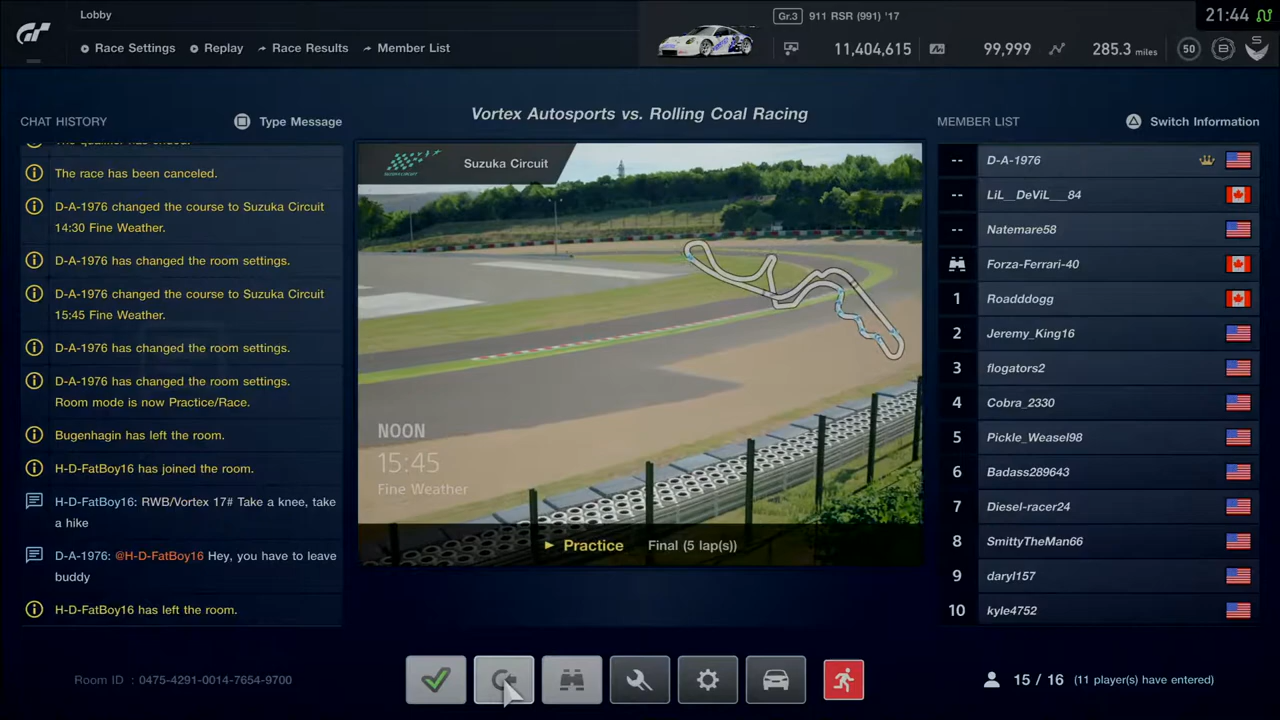 Lobby
Race Settings
Replay
Race Results
Member List
Gr.3
911 RSR (991) '17
11,404,615
99,999
285.3 miles
21:44
50
B
S
CHAT HISTORY
Type Message
The race has been canceled.
D-A-1976 changed the course to Suzuka Circuit
14:30 Fine Weather.
D-A-1976 has changed the room settings.
D-A-1976 changed the course to Suzuka Circuit
15:45 Fine Weather.
D-A-1976 has changed the room settings.
D-A-1976 has changed the room settings.
Room mode is now Practice/Race.
Bugenhagin has left the room.
H-D-FatBoy16 has joined the room.
H-D-FatBoy16: RWB/Vortex 17# Take a knee, take
a hike
D-A-1976: @H-D-FatBoy16 Hey, you have to leave
buddy
H-D-FatBoy16 has left the room.
Vortex Autosports vs. Rolling Coal Racing
Suzuka Circuit
NOON
15:45
Fine Weather
Practice
Final (5 lap(s))
MEMBER LIST
Switch Information
-- D-A-1976
-- LiL__DeViL___84
-- Natemare58
Forza-Ferrari-40
1 Roadddogg
2 Jeremy_King16
3 flogators2
4 Cobra_2330
5 Pickle_Weasel98
6 Badass289643
7 Diesel-racer24
8 SmittyTheMan66
9 daryl157
10 kyle4752
Room ID : 0475-4291-0014-7654-9700
15 / 16
(11 player(s) have entered)